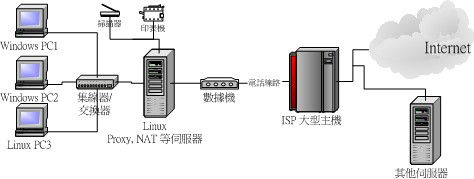 掃描器
印表機
Windows PC1
Internet
Windows PC2
集線器/
交換器
數據機
電話線路
Linux
Proxy, NAT 等伺服器
ISP 大型主機
Linux PC3
其他伺服器